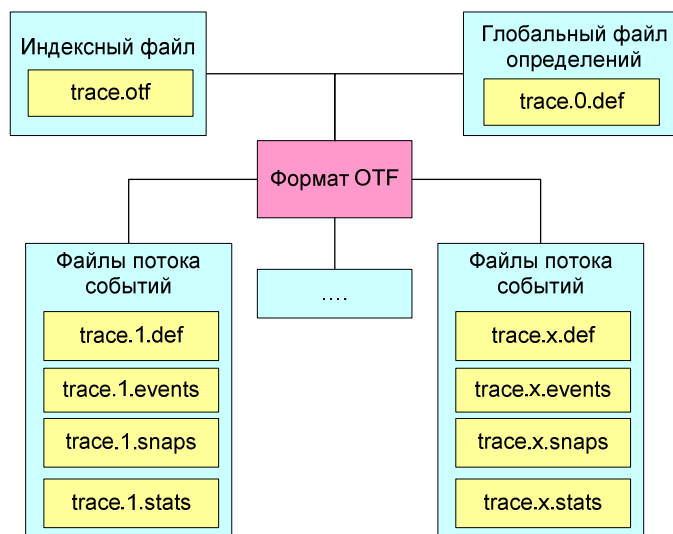 Индексный файл
trace.otf
Глобальный файл
определений
trace.0.def
Формат OTF
Файлы потока
событий
trace.1.def
trace.1.events
trace.1.snaps
trace.1.stats
....
Файлы потока
событий
trace.x.def
trace.x.events
trace.x.snaps
trace.x.stats